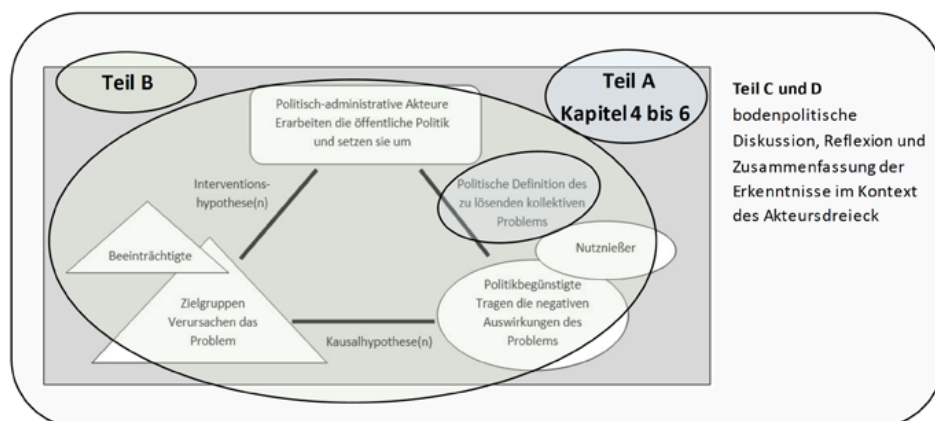 Teil B
Teil A
Kapitel 4 bis 6
Politisch-administrative Akteure
Erarbeiten die öffentliche Politik
und setzen sie um
Interventions-
hypothese(n)
Politische Definition des
zu lösenden kollektiven
Problems
Beeinträchtigte
Nutznießer
Zielgruppen
Verursachen das
Problem
Kausalhypothese(n)
Politikbegünstigte
Tragen die negativen
Auswirkungen des
Problems
Teil C und D
bodenpolitische
Diskussion, Reflexion und
Zusammenfassung der
Erkenntnisse im Kontext
des Akteursdreieck